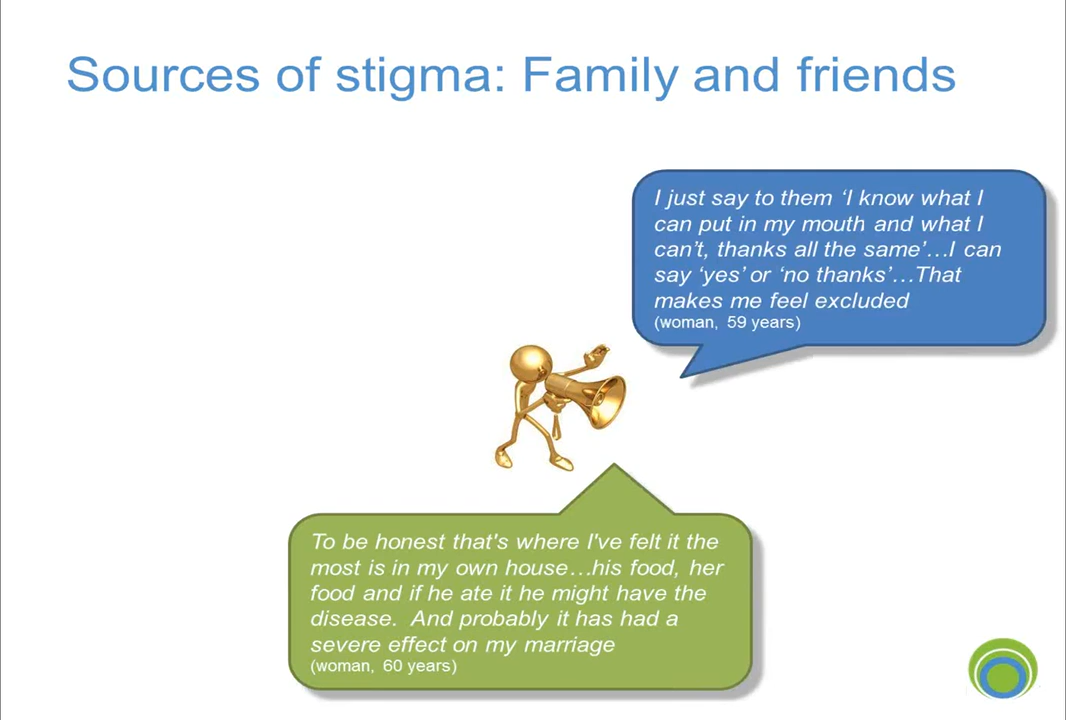 Sources of stigma: Family and friends
I just say to them ‘I know what I
can put in my mouth and what I
can’t, thanks all the same’…I can
say ‘yes’ or ‘no thanks’…That
makes me feel excluded
(woman, 59 years)
To be honest that's where I've felt it the
most is in my own house…his food, her
food and if he ate it he might have the
disease.  And probably it has had a
severe effect on my marriage
(woman, 60 years)